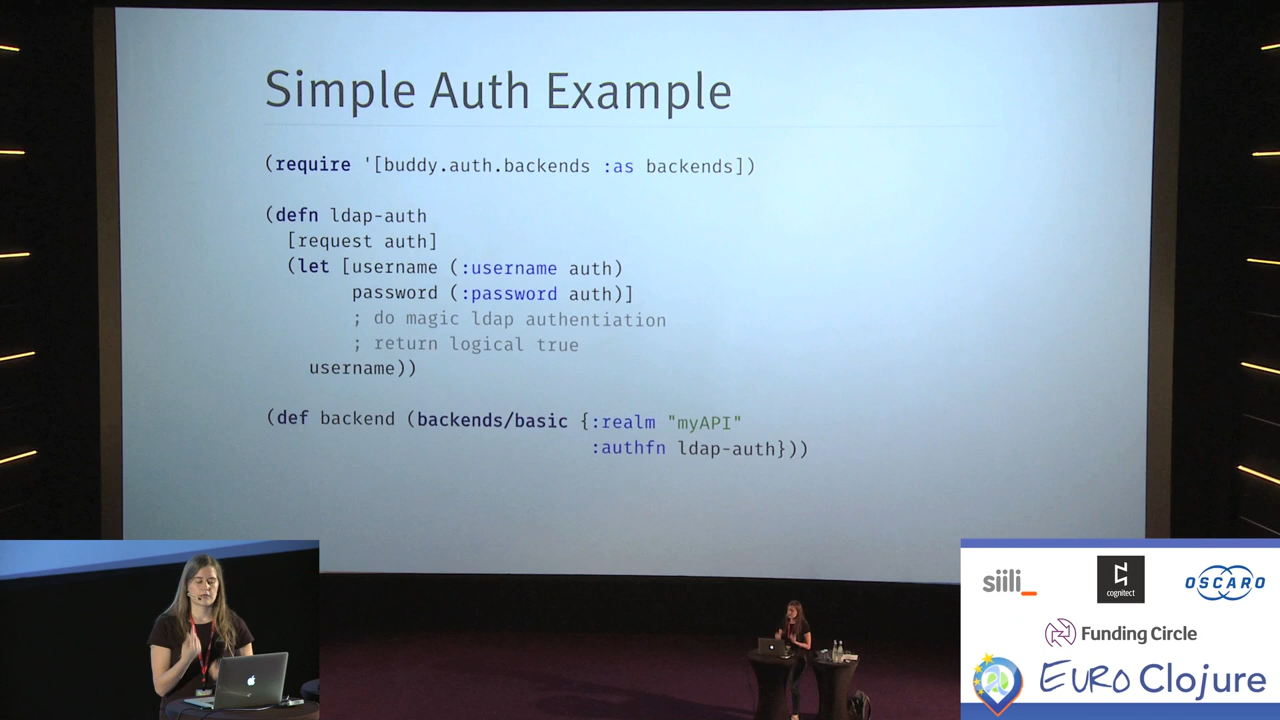 Simple Auth Example
(require '[buddy.auth.backends :as backends])
(defn ldap-auth
[request auth]
(let [username (:username auth)
password (:password auth)]
; do magic ldap authentiation
; return logical true
username))
(def backend (backends/basic {:realm "myAPI"
:authfn ldap-auth}))
siili_
cognitect
OSCARO
Funding Circle
EURO Clojure